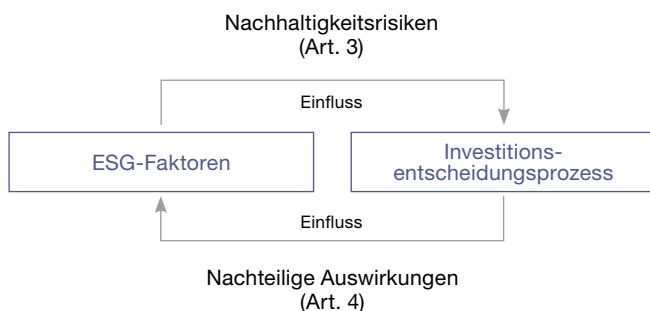 Nachhaltigkeitsrisiken
(Art. 3)
Einfluss
ESG-Faktoren
Investitions-
entscheidungsprozess
Einfluss
Nachteilige Auswirkungen
(Art. 4)